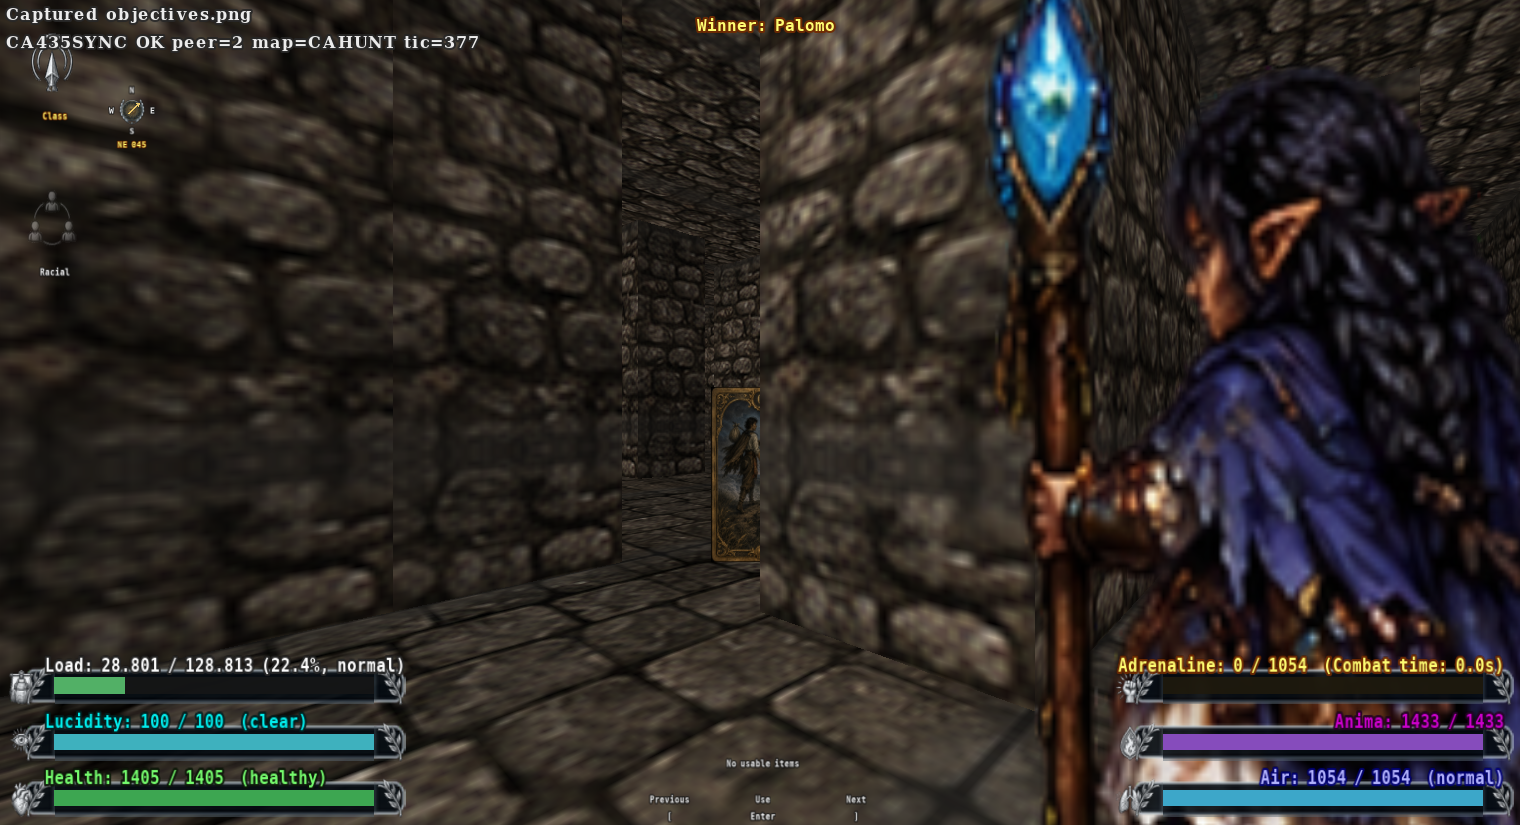 Captured objectives.png
Winner: Palomo
CA435SYNC OK peer=2 map=CAHUNT tic=377
N
W E
S
Class
NE 045
Racial
Load: 28.801 / 128.813 (22.4%, normal)
Lucidity: 100 / 100 (clear)
Health: 1405 / 1405 (healthy)
No usable items
Previous Use Next
[ Enter ]
Adrenaline: 0 / 1054 (Combat time: 0.0s)
Anima: 1433 / 1433
Air: 1054 / 1054 (normal)